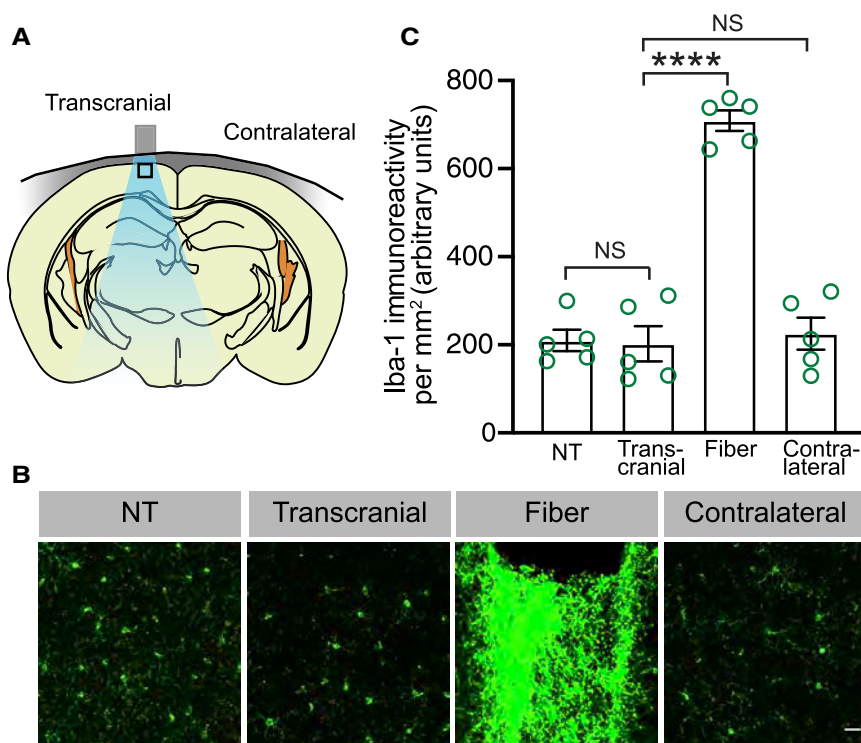 A
Transcranial
Contralateral
C
NS
****
NS
Iba-1 immunoreactivity
per mm² (arbitrary units)
800
600
400
200
0
NT
Trans-
cranial
Fiber
Contra-
lateral
B
NT
Transcranial
Fiber
Contralateral